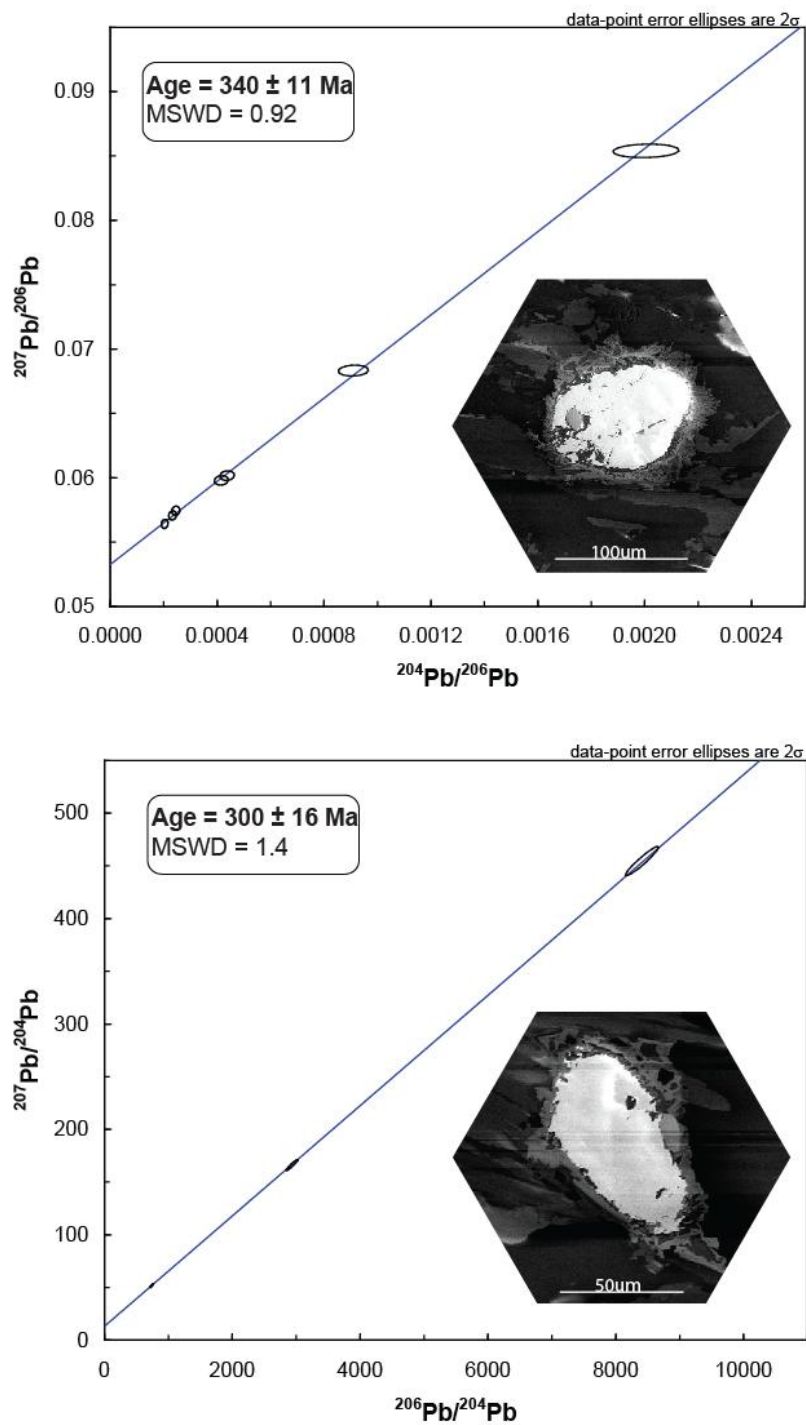 data-point error ellipses are 2σ
Age = 340 ± 11 Ma
MSWD = 0.92
0.09
0.08
0.07
0.06
0.05
²⁰⁷Pb/²⁰⁶Pb
100um
0.0000 0.0004 0.0008 0.0012 0.0016 0.0020 0.0024
²⁰⁴Pb/²⁰⁶Pb
data-point error ellipses are 2σ
Age = 300 ± 16 Ma
MSWD = 1.4
500
400
300
200
100
0
²⁰⁷Pb/²⁰⁴Pb
50um
0 2000 4000 6000 8000 10000
²⁰⁶Pb/²⁰⁴Pb